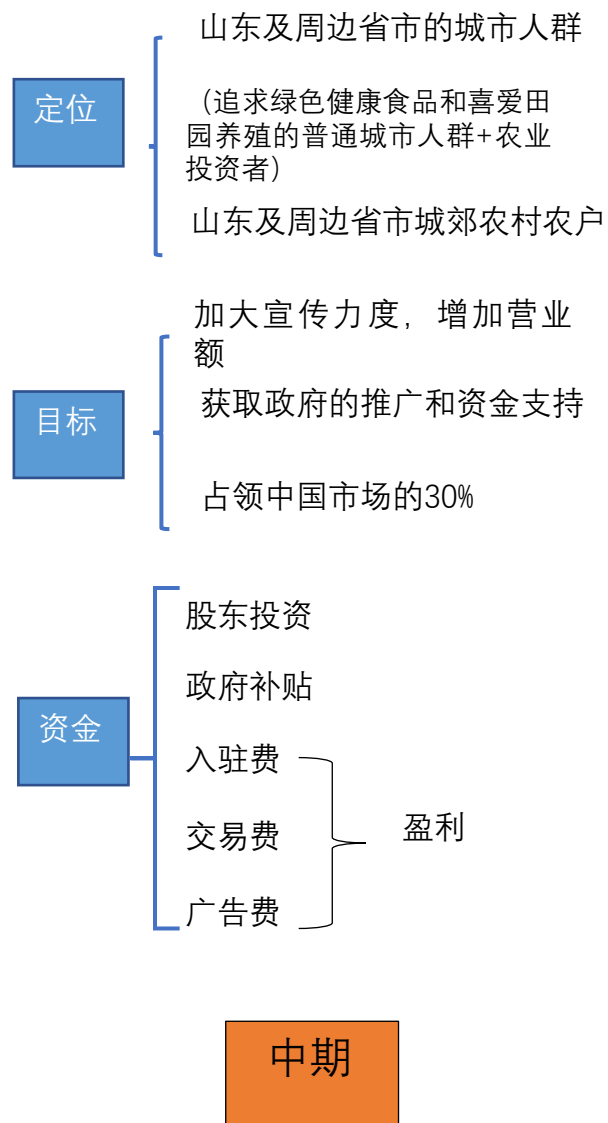 山东及周边省市的城市人群
定位
（追求绿色健康食品和喜爱田
园养殖的普通城市人群+农业
投资者）
山东及周边省市城郊农村农户
加大宣传力度，增加营业
额
目标
获取政府的推广和资金支持
占领中国市场的30%
股东投资
政府补贴
资金
入驻费
交易费
盈利
广告费
中期